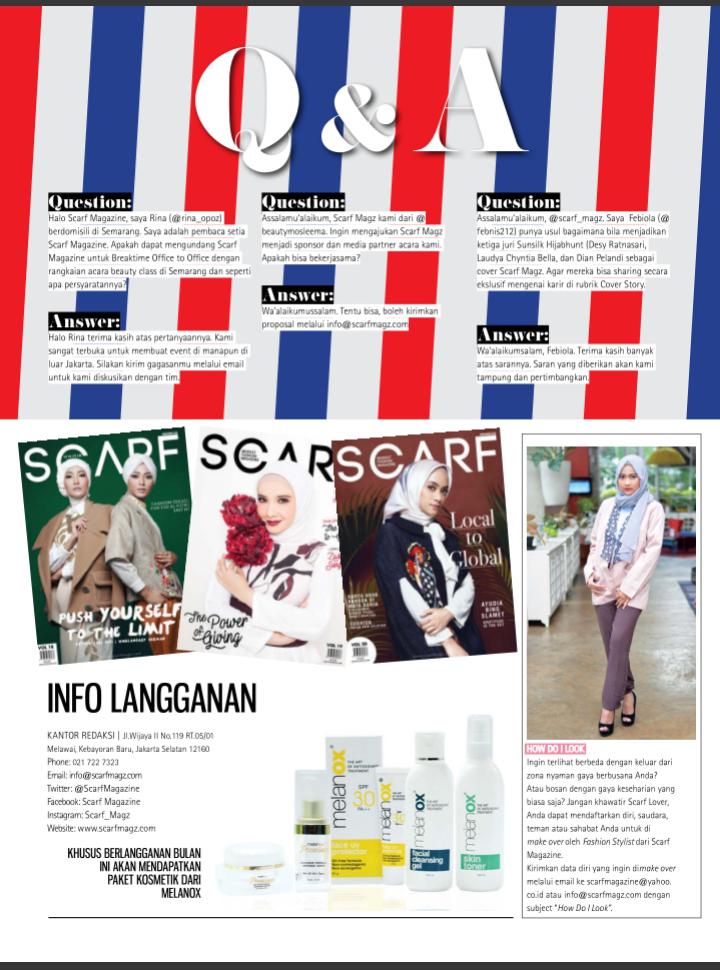 Q & A
Question:
Halo Scarf Magazine, saya Rina (@rina_opoz)
berdomisili di Semarang. Saya adalah pembaca setia
Scarf Magazine. Apakah dapat mengundang Scarf
Magazine untuk Breaktime Office to Office dengan
rangkaian acara beauty class di Semarang dan seperti
apa persyaratannya?
Answer:
Halo Rina terima kasih atas pertanyaannya. Kami
sangat terbuka untuk membuat event di manapun di
luar Jakarta. Silakan kirim gagasanmu melalui email
untuk kami diskusikan dengan tim.
Question:
Assalamu'alaikum, Scarf Magz kami dari @
beautymosleema. Ingin mengajukan Scarf Magz
menjadi sponsor dan media partner acara kami.
Apakah bisa bekerjasama?
Answer:
Wa'alaikumussalam. Tentu bisa, boleh kirimkan
proposal melalui info@scarfmagz.com
Question:
Assalamu'alaikum, @scarf_magz. Saya Febiola (@
febnis212) punya usul bagaimana bila menjadikan
ketiga juri Sunsilk Hijabhunt (Desy Ratnasari,
Laudya Chyntia Bella, dan Dian Pelandi sebagai
cover Scarf Magz. Agar mereka bisa sharing secara
ekslusif mengenai karir di rubrik Cover Story.
Answer:
Wa'alaikumsalam, Febiola. Terima kasih banyak
atas sarannya. Saran yang diberikan akan kami
tampung dan pertimbangkan.
SCARF
PUSH YOURSELF
TO THE LIMIT
VOL 18
SCARF
The Power
of Giving
VOL 19
SCARF
Local
to
Global
AYUDIA
BING
SLAMET
VOL 20
INFO LANGGANAN
KANTOR REDAKSI | Jl.Wijaya II No.119 RT.05/01
Melawai, Kebayoran Baru, Jakarta Selatan 12160
Phone: 021 722 7323
Email: info@scarfmagz.com
Twitter: @ScarfMagazine
Facebook: Scarf Magazine
Instagram: Scarf_Magz
Website: www.scarfmagz.com
KHUSUS BERLANGGANAN BULAN
INI AKAN MENDAPATKAN
PAKET KOSMETIK DARI
MELANOX
melanox
SPF
30
face uv
protector
melanox
facial
cleansing
gel
melanox
skin
toner
HOW DO I LOOK
Ingin terlihat berbeda dengan keluar dari
zona nyaman gaya berbusana Anda?
Atau bosan dengan gaya keseharian yang
biasa saja? Jangan khawatir Scarf Lover,
Anda dapat mendaftarkan diri, saudara,
teman atau sahabat Anda untuk di
make over oleh Fashion Stylist dari Scarf
Magazine.
Kirimkan data diri yang ingin dimake over
melalui email ke scarfmagazine@yahoo.
co.id atau info@scarfmagz.com dengan
subject "How Do I Look".